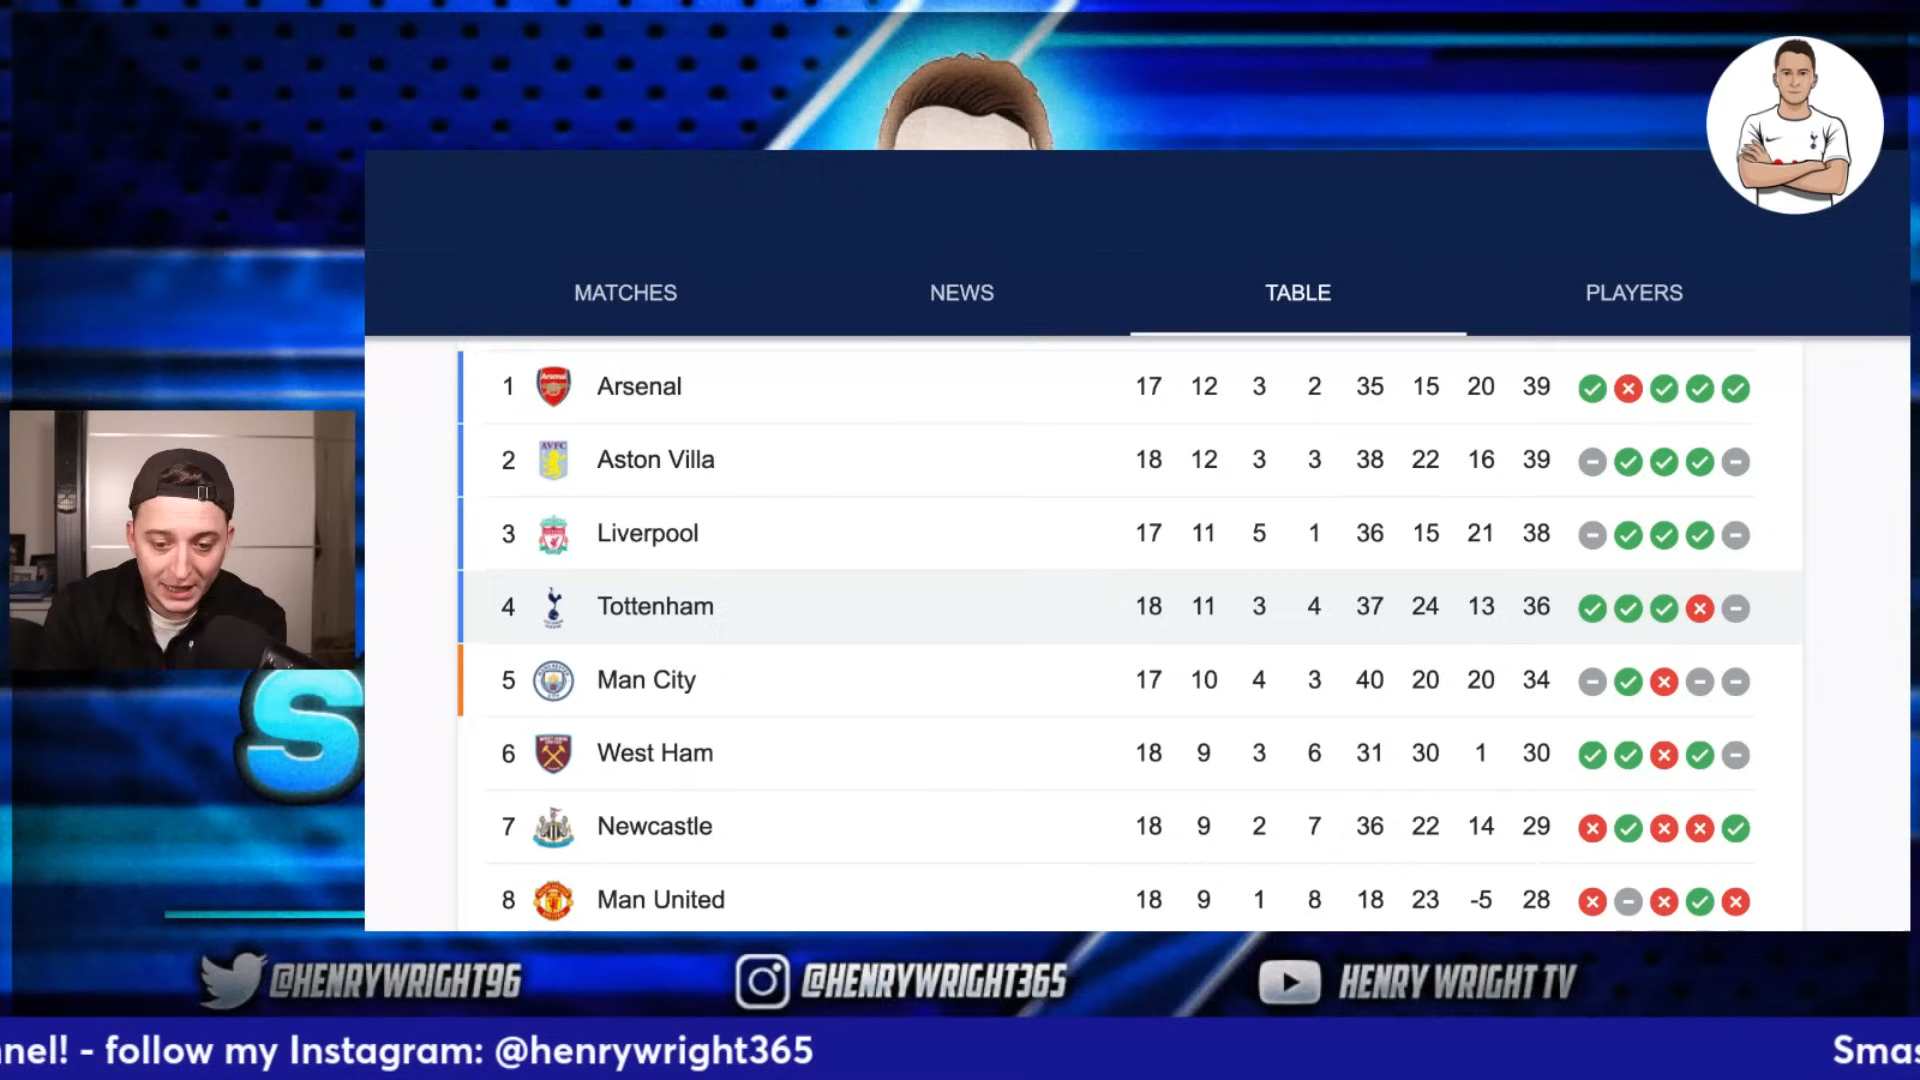 MATCHES NEWS TABLE PLAYERS
1 Arsenal 17 12 3 2 35 15 20 39
2 AVFC Aston Villa 18 12 3 3 38 22 16 39
3 Liverpool 17 11 5 1 36 15 21 38
4 Tottenham 18 11 3 4 37 24 13 36
5 Man City 17 10 4 3 40 20 20 34
6 West Ham 18 9 3 6 31 30 1 30
7 Newcastle 18 9 2 7 36 22 14 29
8 Man United 18 9 1 8 18 23 -5 28
S
@HENRYWRIGHT96 @HENRYWRIGHT365 HENRY WRIGHT TV
nnel! - follow my Instagram: @henrywright365 Smas